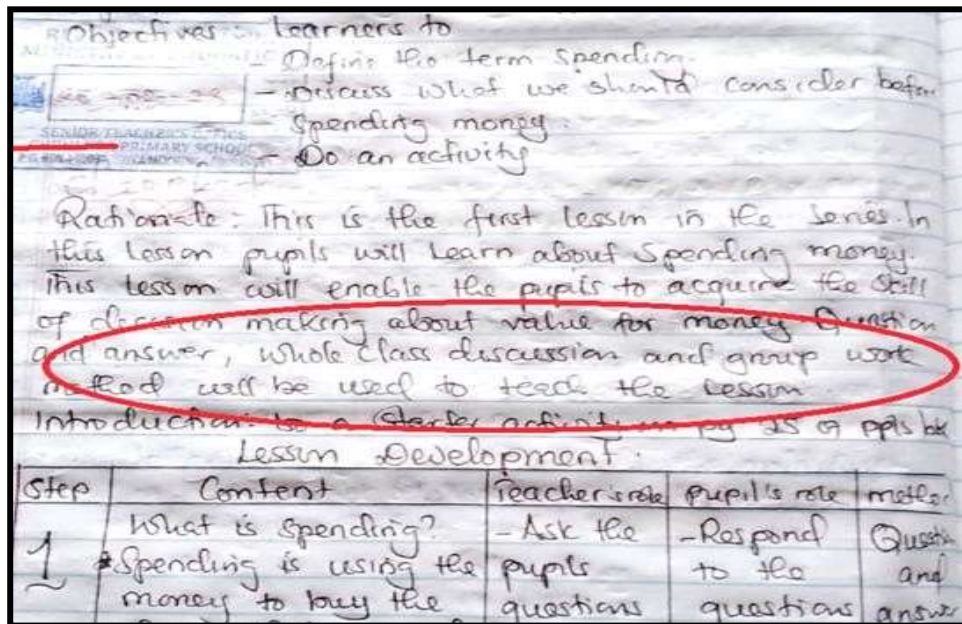 Objectives: Learners to
- Define the term spending.
- Discuss what we should consider before
spending money.
SENIOR TEACHER'S OFFICE
PRIMARY SCHOOL
- Do an activity
Rationale: This is the first lesson in the series. In
this lesson pupils will learn about spending money.
This lesson will enable the pupils to acquire the skill
of decision making about value for money. Question
and answer, whole class discussion and group work
method will be used to teach the lesson.
Introduction: Do a starter activity on pg 25 of ppls bk
Lesson Development.
Step Content Teacher's role pupil's role method
1 What is spending? - Ask the - Respond Question
*Spending is using the pupils to the and
money to buy the questions questions answer